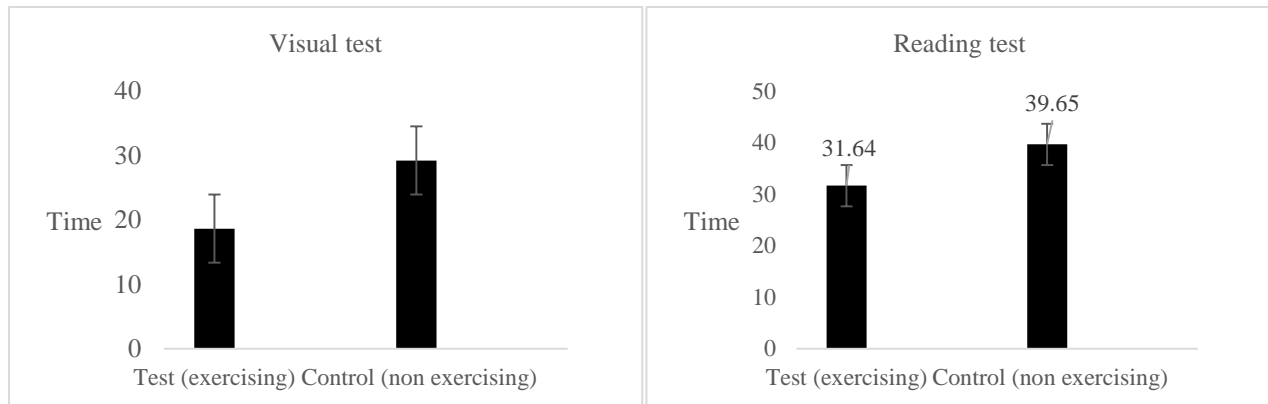 Visual test
40
30
20
10
0
Time
Test (exercising) Control (non exercising)
Reading test
50
40
30
20
10
0
Time
31.64
39.65
Test (exercising) Control (non exercising)